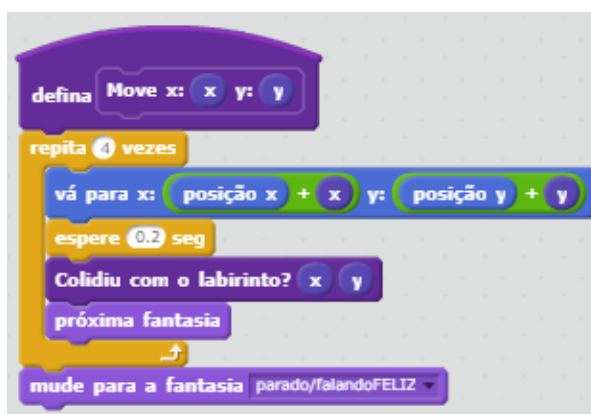 defina Move x: x y: y
repita 4 vezes
vá para x: posição x + x y: posição y + y
espere 0.2 seg
Colidiu com o labirinto? x y
próxima fantasia
mude para a fantasia parado/falandoFELIZ